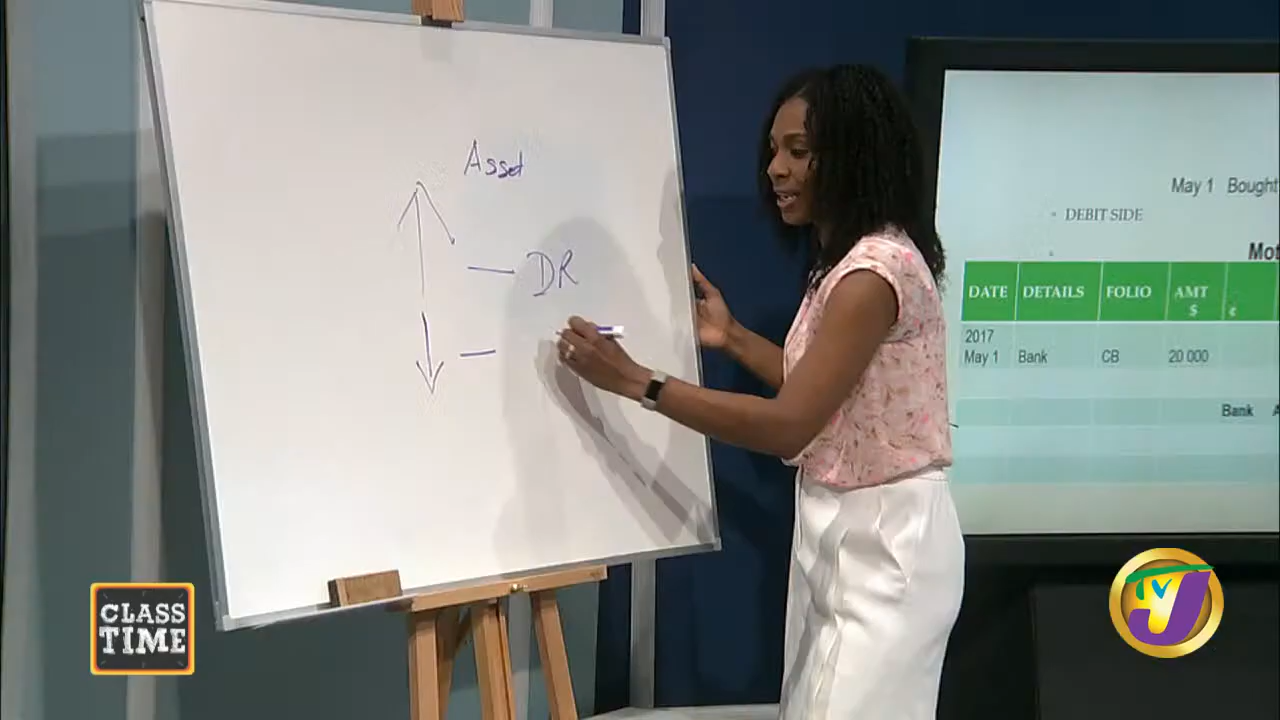 Asset
DR
May 1 Bought
DEBIT SIDE
Mot
DATE DETAILS FOLIO AMT
$
¢
2017
May 1 Bank CB 20 000
Bank A
CLASS
TIME
TVJ